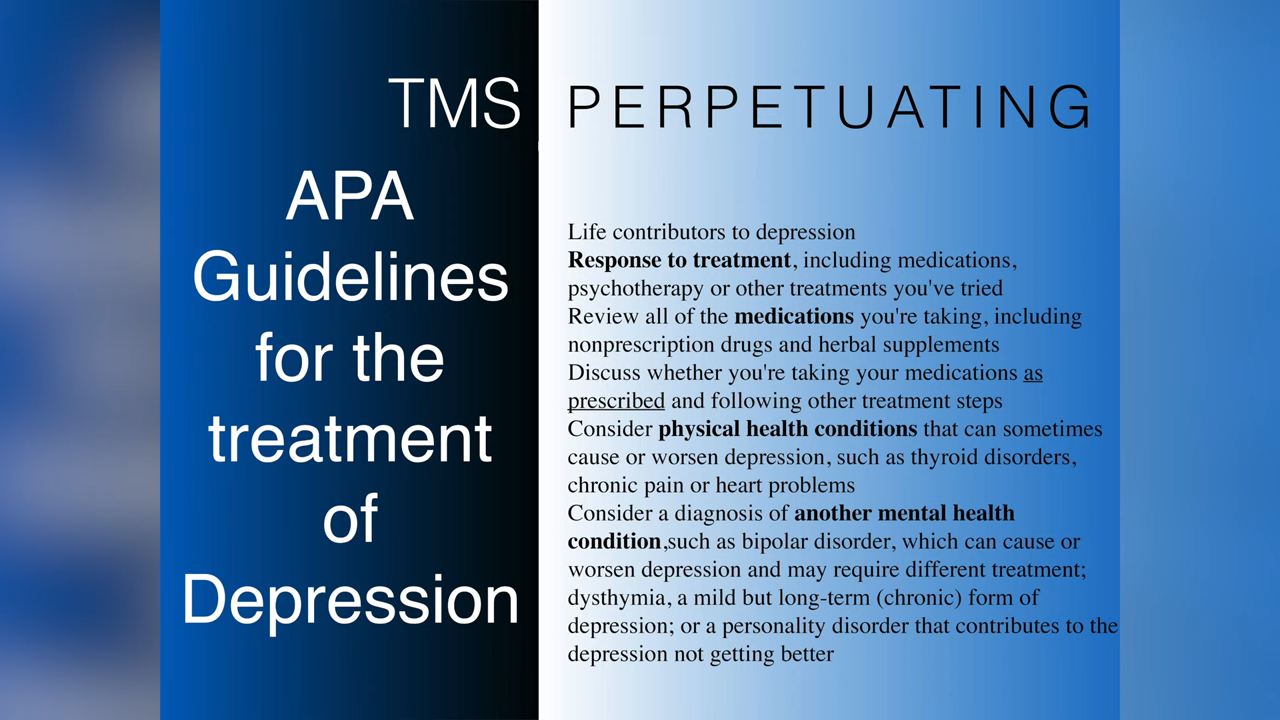 TMS
APA
Guidelines
for the
treatment
of
Depression
PERPETUATING
Life contributors to depression
Response to treatment, including medications,
psychotherapy or other treatments you've tried
Review all of the medications you're taking, including
nonprescription drugs and herbal supplements
Discuss whether you're taking your medications as
prescribed and following other treatment steps
Consider physical health conditions that can sometimes
cause or worsen depression, such as thyroid disorders,
chronic pain or heart problems
Consider a diagnosis of another mental health
condition,such as bipolar disorder, which can cause or
worsen depression and may require different treatment;
dysthymia, a mild but long-term (chronic) form of
depression; or a personality disorder that contributes to the
depression not getting better